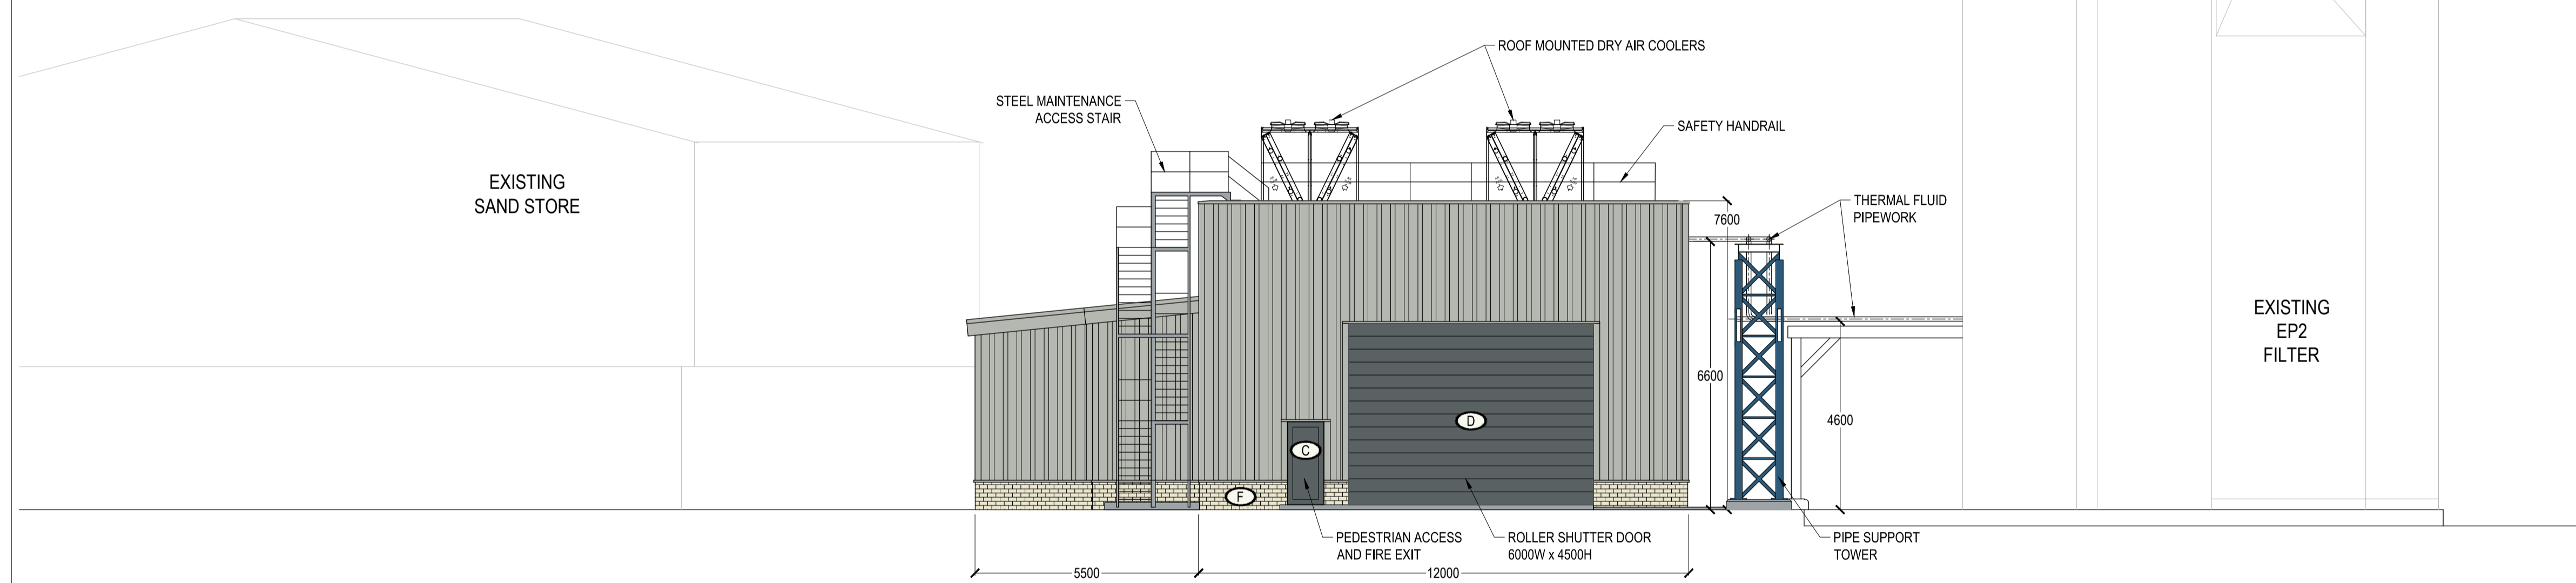 ROOF MOUNTED DRY AIR COOLERS
STEEL MAINTENANCE
ACCESS STAIR
SAFETY HANDRAIL
EXISTING
SAND STORE
THERMAL FLUID
PIPEWORK
7600
EXISTING
EP2
FILTER
6600
4600
D
C
F
PEDESTRIAN ACCESS
AND FIRE EXIT
ROLLER SHUTTER DOOR
6000W x 4500H
PIPE SUPPORT
TOWER
5500
12000